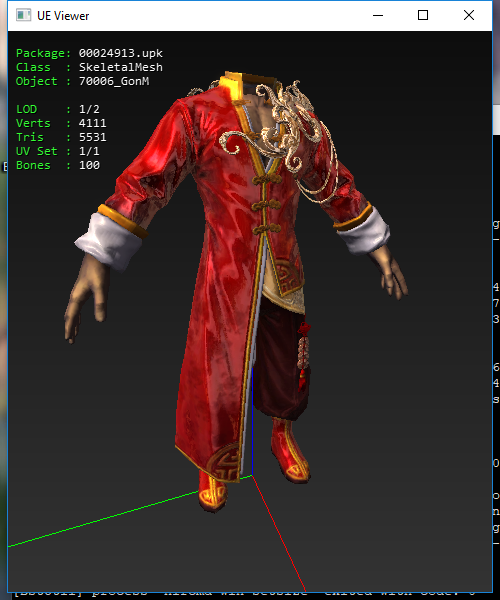 UE Viewer
Package: 00024913.upk
Class : SkeletalMesh
Object : 70006_GonM
LOD : 1/2
Verts : 4111
Tris : 5531
UV Set : 1/1
Bones : 100